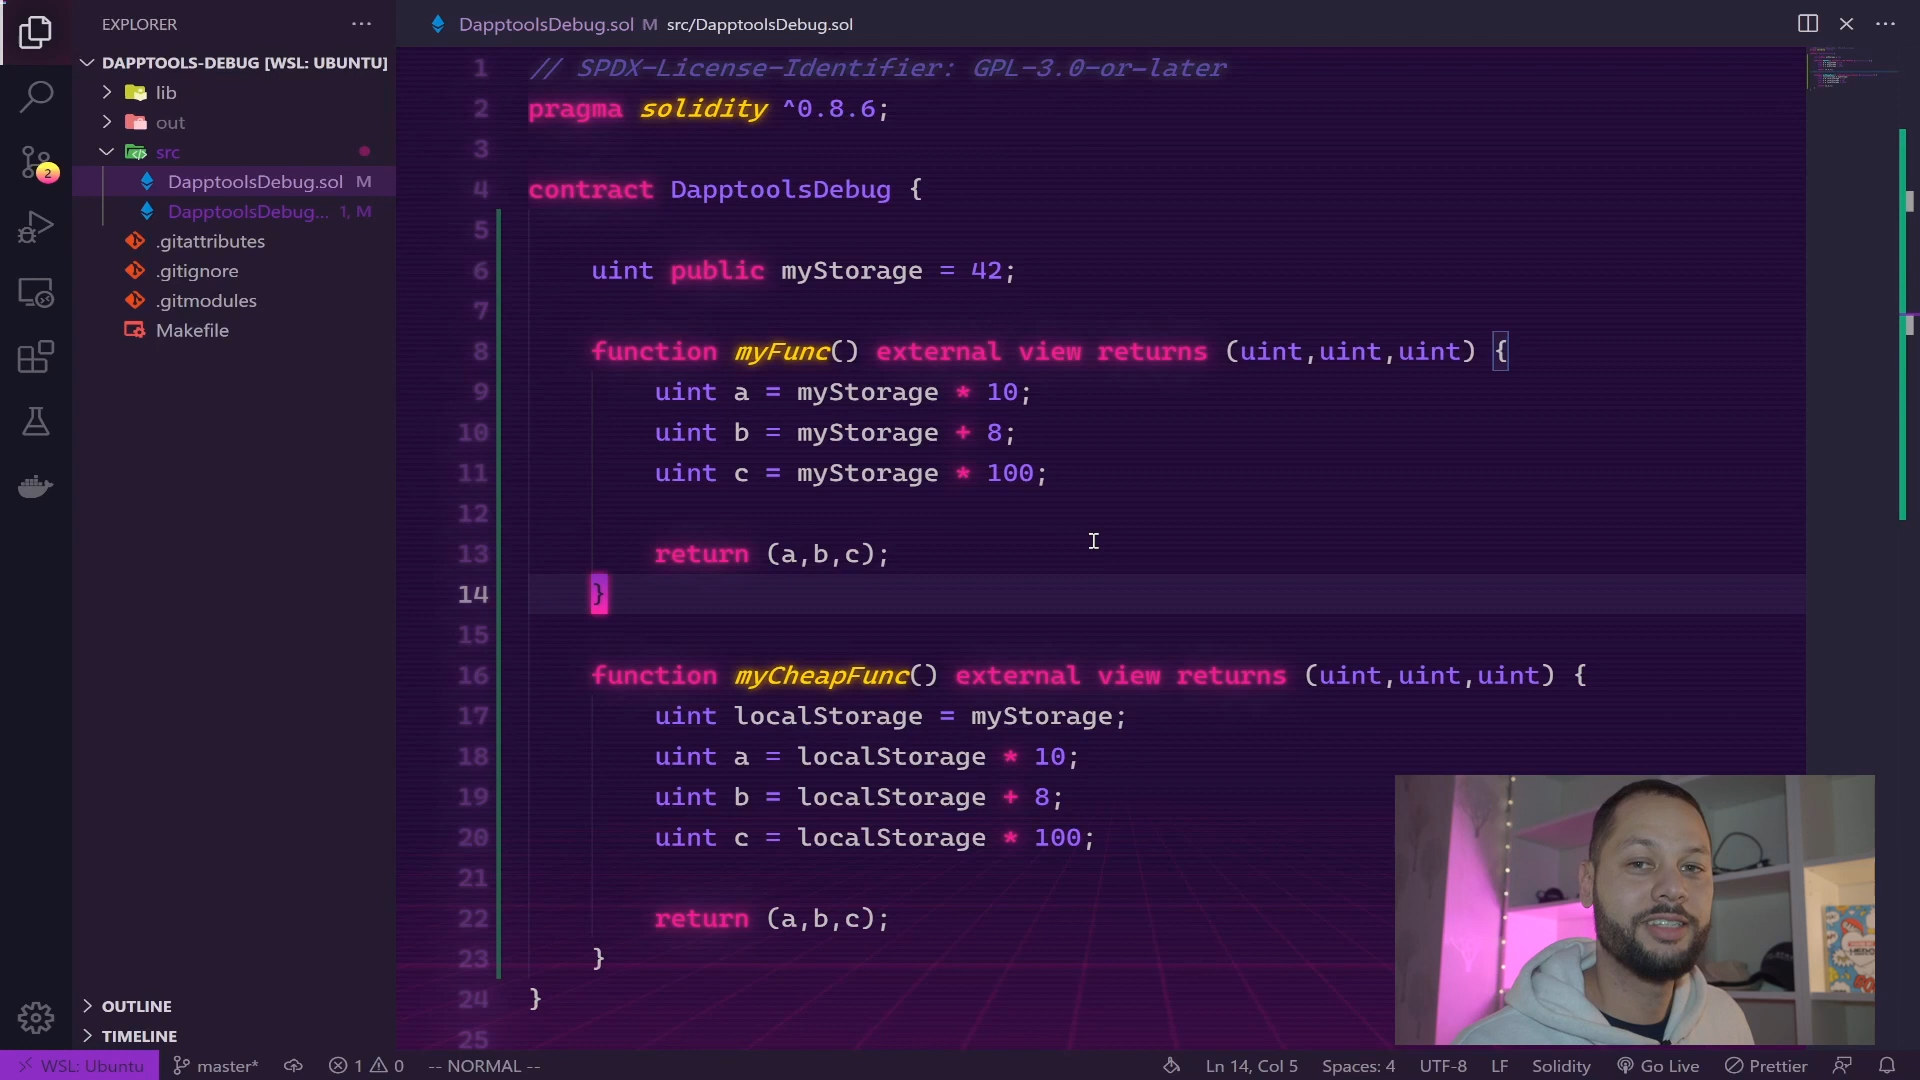 EXPLORER
DapptoolsDebug.sol M src/DapptoolsDebug.sol
DAPPTOOLS-DEBUG [WSL: UBUNTU]
lib
out
src
DapptoolsDebug.sol M
DapptoolsDebug... 1, M
.gitattributes
.gitignore
.gitmodules
Makefile
2
1 // SPDX-License-Identifier: GPL-3.0-or-later
2 pragma solidity ^0.8.6;
3
4 contract DapptoolsDebug {
5
6 uint public myStorage = 42;
7
8 function myFunc() external view returns (uint,uint,uint) {
9 uint a = myStorage * 10;
10 uint b = myStorage + 8;
11 uint c = myStorage * 100;
12
13 return (a,b,c);
14 }
15
16 function myCheapFunc() external view returns (uint,uint,uint) {
17 uint localStorage = myStorage;
18 uint a = localStorage * 10;
19 uint b = localStorage + 8;
20 uint c = localStorage * 100;
21
22 return (a,b,c);
23 }
24 }
25
OUTLINE
TIMELINE
WSL: Ubuntu master* 1 0 -- NORMAL -- Ln 14, Col 5 Spaces: 4 UTF-8 LF Solidity Go Live Prettier